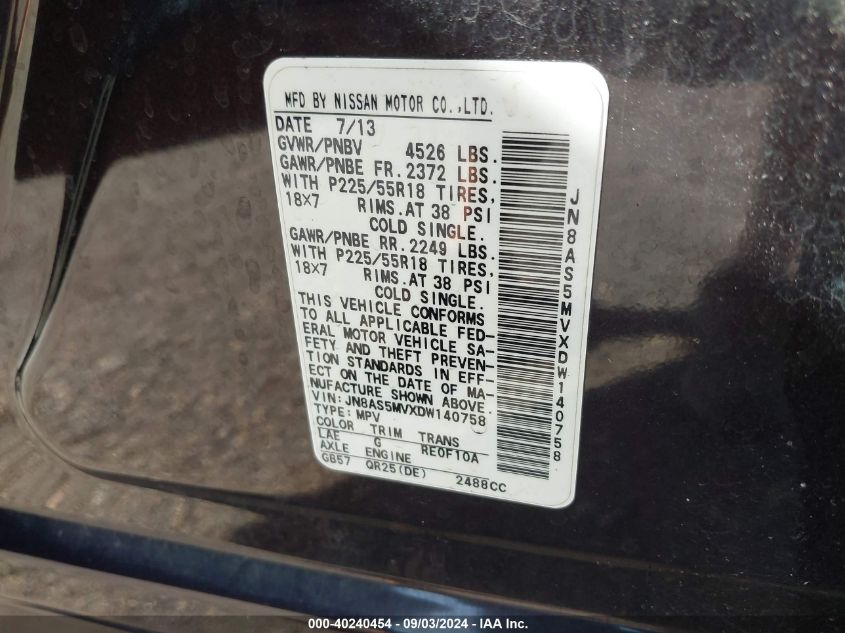 MFD BY NISSAN MOTOR CO.,LTD.
DATE 7/13
GVWR/PNBV 4526 LBS.
GAWR/PNBE FR. 2372 LBS.
WITH P225/55R18 TIRES,
18X7 RIMS.AT 38 PSI
COLD SINGLE.
GAWR/PNBE RR. 2249 LBS.
WITH P225/55R18 TIRES,
18X7 RIMS.AT 38 PSI
COLD SINGLE.
THIS VEHICLE CONFORMS
TO ALL APPLICABLE FED-
ERAL MOTOR VEHICLE SA-
FETY AND THEFT PREVEN-
TION STANDARDS IN EFF-
ECT ON THE DATE OF MA-
NUFACTURE SHOWN ABOVE.
VIN: JN8AS5MVXDW140758
TYPE: MPV
COLOR TRIM TRANS
LAE G RE0F10A
AXLE ENGINE
GB57 QR25(DE) 2488CC
JN8AS5MVXDW140758
000-40240454 - 09/03/2024 - IAA Inc.